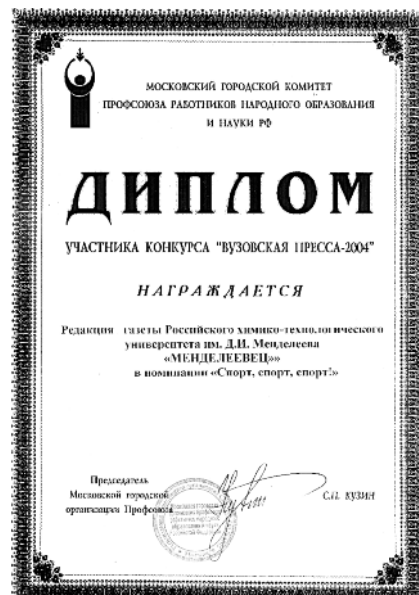 МОСКОВСКИЙ ГОРОДСКОЙ КОМИТЕТ
ПРОФСОЮЗА РАБОТНИКОВ НАРОДНОГО ОБРАЗОВАНИЯ
И НАУКИ РФ
ДИПЛОМ
УЧАСТНИКА КОНКУРСА "ВУЗОВСКАЯ ПРЕССА-2004"
НАГРАЖДАЕТСЯ
Редакция газеты Российского химико-технологического
университета им. Д.И. Менделеева
«МЕНДЕЛЕЕВЕЦ»»
в номинации «Спорт, спорт, спорт!»
Председатель
Московской городской
организации Профсоюза
С.П. КУЗИН